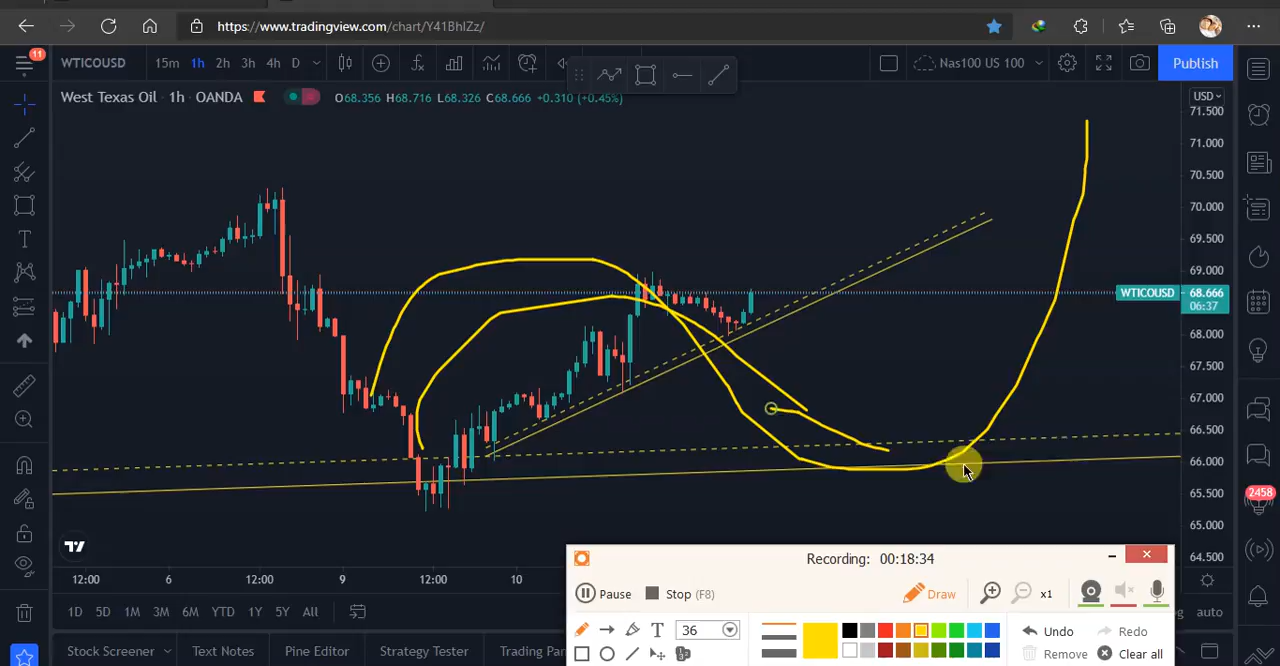 https://www.tradingview.com/chart/Y41BhIZz/
11
WTICOUSD 15m 1h 2h 3h 4h D Nas100 US 100 Publish
West Texas Oil · 1h · OANDA O68.356 H68.716 L68.326 C68.666 +0.310 (+0.45%)
USD
71.500
71.000
70.500
70.000
69.500
69.000
WTICOUSD 68.666
06:37
68.000
67.500
67.000
66.500
66.000
65.500
65.000
64.500
2458
12:00 6 12:00 9 12:00 10
Recording: 00:18:34
Pause Stop (F8) Draw x1
1D 5D 1M 3M 6M YTD 1Y 5Y All auto
T 36 Undo Redo
Remove Clear all
Stock Screener Text Notes Pine Editor Strategy Tester Trading Pan